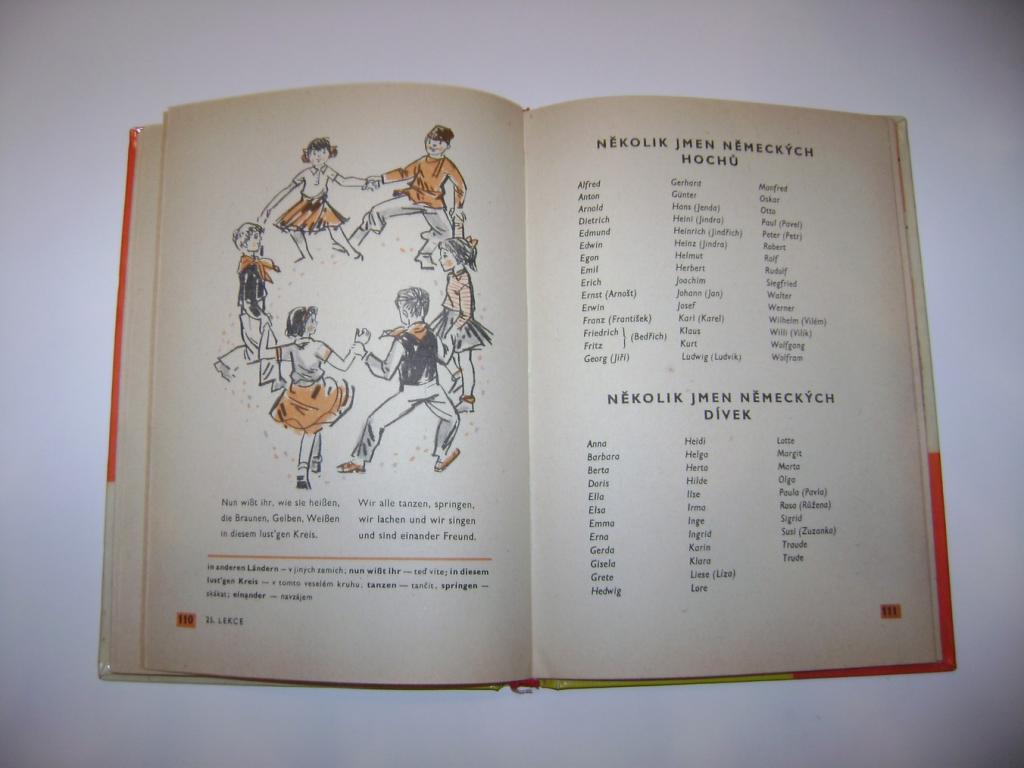 Nun wißt ihr, wie sie heißen,
die Braunen, Gelben, Weißen
in diesem lust'gen Kreis.
Wir alle tanzen, springen,
wir lachen und wir singen
und sind einander Freund.
in anderen Ländern — v jiných zemích; nun wißt ihr — teď víte; in diesem
lust'gen Kreis — v tomto veselém kruhu; tanzen — tančit, springen —
skákat; einander — navzájem
110 25. LEKCE
NĚKOLIK JMEN NĚMECKÝCH
HOCHŮ
Alfred
Anton
Arnold
Dietrich
Edmund
Edwin
Egon
Emil
Erich
Ernst (Arnošt)
Erwin
Franz (František)
Friedrich
Fritz } (Bedřich)
Georg (Jiří)
Gerhard
Günter
Hans (Jenda)
Heini (Jindra)
Heinrich (Jindřich)
Heinz (Jindra)
Helmut
Herbert
Joachim
Johann (Jan)
Josef
Karl (Karel)
Klaus
Kurt
Ludwig (Ludvík)
Manfred
Oskar
Otto
Paul (Pavel)
Peter (Petr)
Robert
Rolf
Rudolf
Siegfried
Walter
Werner
Wilhelm (Vilém)
Willi (Vilík)
Wolfgang
Wolfram
NĚKOLIK JMEN NĚMECKÝCH
DÍVEK
Anna
Barbara
Berta
Doris
Ella
Elsa
Emma
Erna
Gerda
Gisela
Grete
Hedwig
Heidi
Helga
Herta
Hilde
Ilse
Irma
Inge
Ingrid
Karin
Klara
Liese (Líza)
Lore
Lotte
Margit
Marta
Olga
Paula (Pavla)
Rosa (Růžena)
Sigrid
Susi (Zuzanka)
Traude
Trude
111